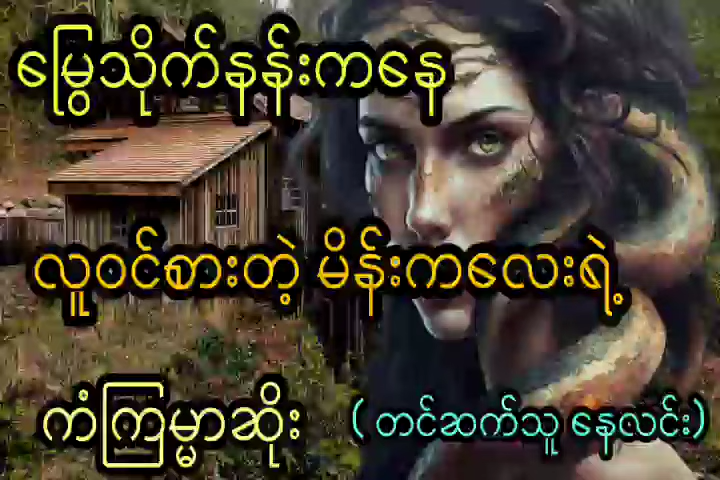 မြွေသိုက်နန်းကနေ
လူဝင်စားတဲ့ မိန်းကလေးရဲ့
ကံကြမ္မာဆိုး
( တင်ဆက်သူ နေလင်း)